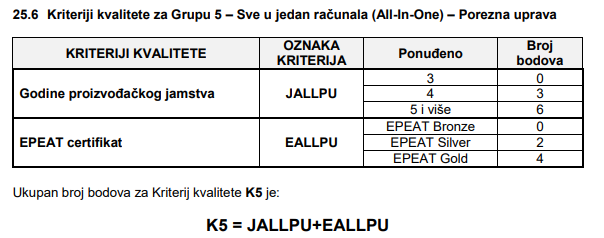 25.6 Kriteriji kvalitete za Grupu 5 – Sve u jedan računala (All-In-One) – Porezna uprava
KRITERIJI KVALITETE OZNAKA KRITERIJA Ponuđeno Broj bodova
Godine proizvođačkog jamstva JALLPU 3 0
4 3
5 i više 6
EPEAT certifikat EALLPU EPEAT Bronze 0
EPEAT Silver 2
EPEAT Gold 4
Ukupan broj bodova za Kriterij kvalitete K5 je:
K5 = JALLPU+EALLPU